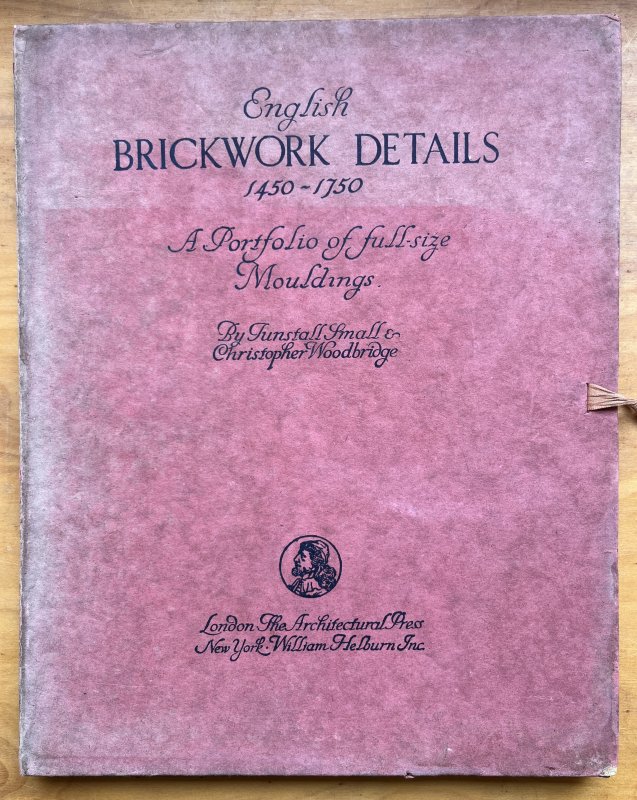 English
BRICKWORK DETAILS
1450-1750
A Portfolio of full-size
Mouldings.
By Tunstall Small &
Christopher Woodbridge
London The Architectural Press
New York. William Helburn Inc.